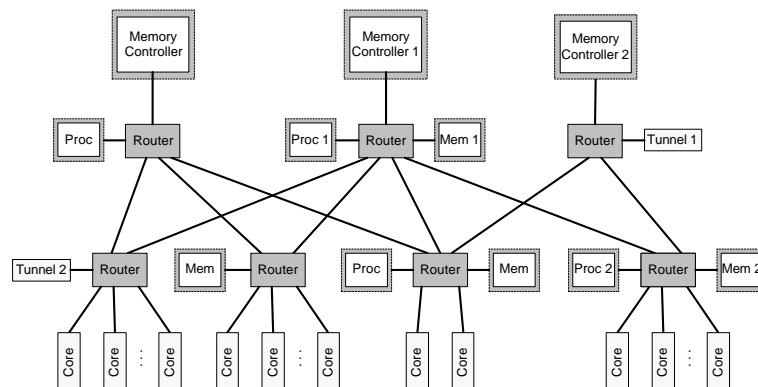 Memory
Controller
Memory
Controller 1
Memory
Controller 2
Proc
Router
Proc 1
Router
Mem 1
Router
Tunnel 1
Tunnel 2
Router
Mem
Router
Proc
Router
Mem
Proc 2
Router
Mem 2
Core
Core
...
Core
Core
Core
...
Core
Core
Core
Core
Core
...
Core